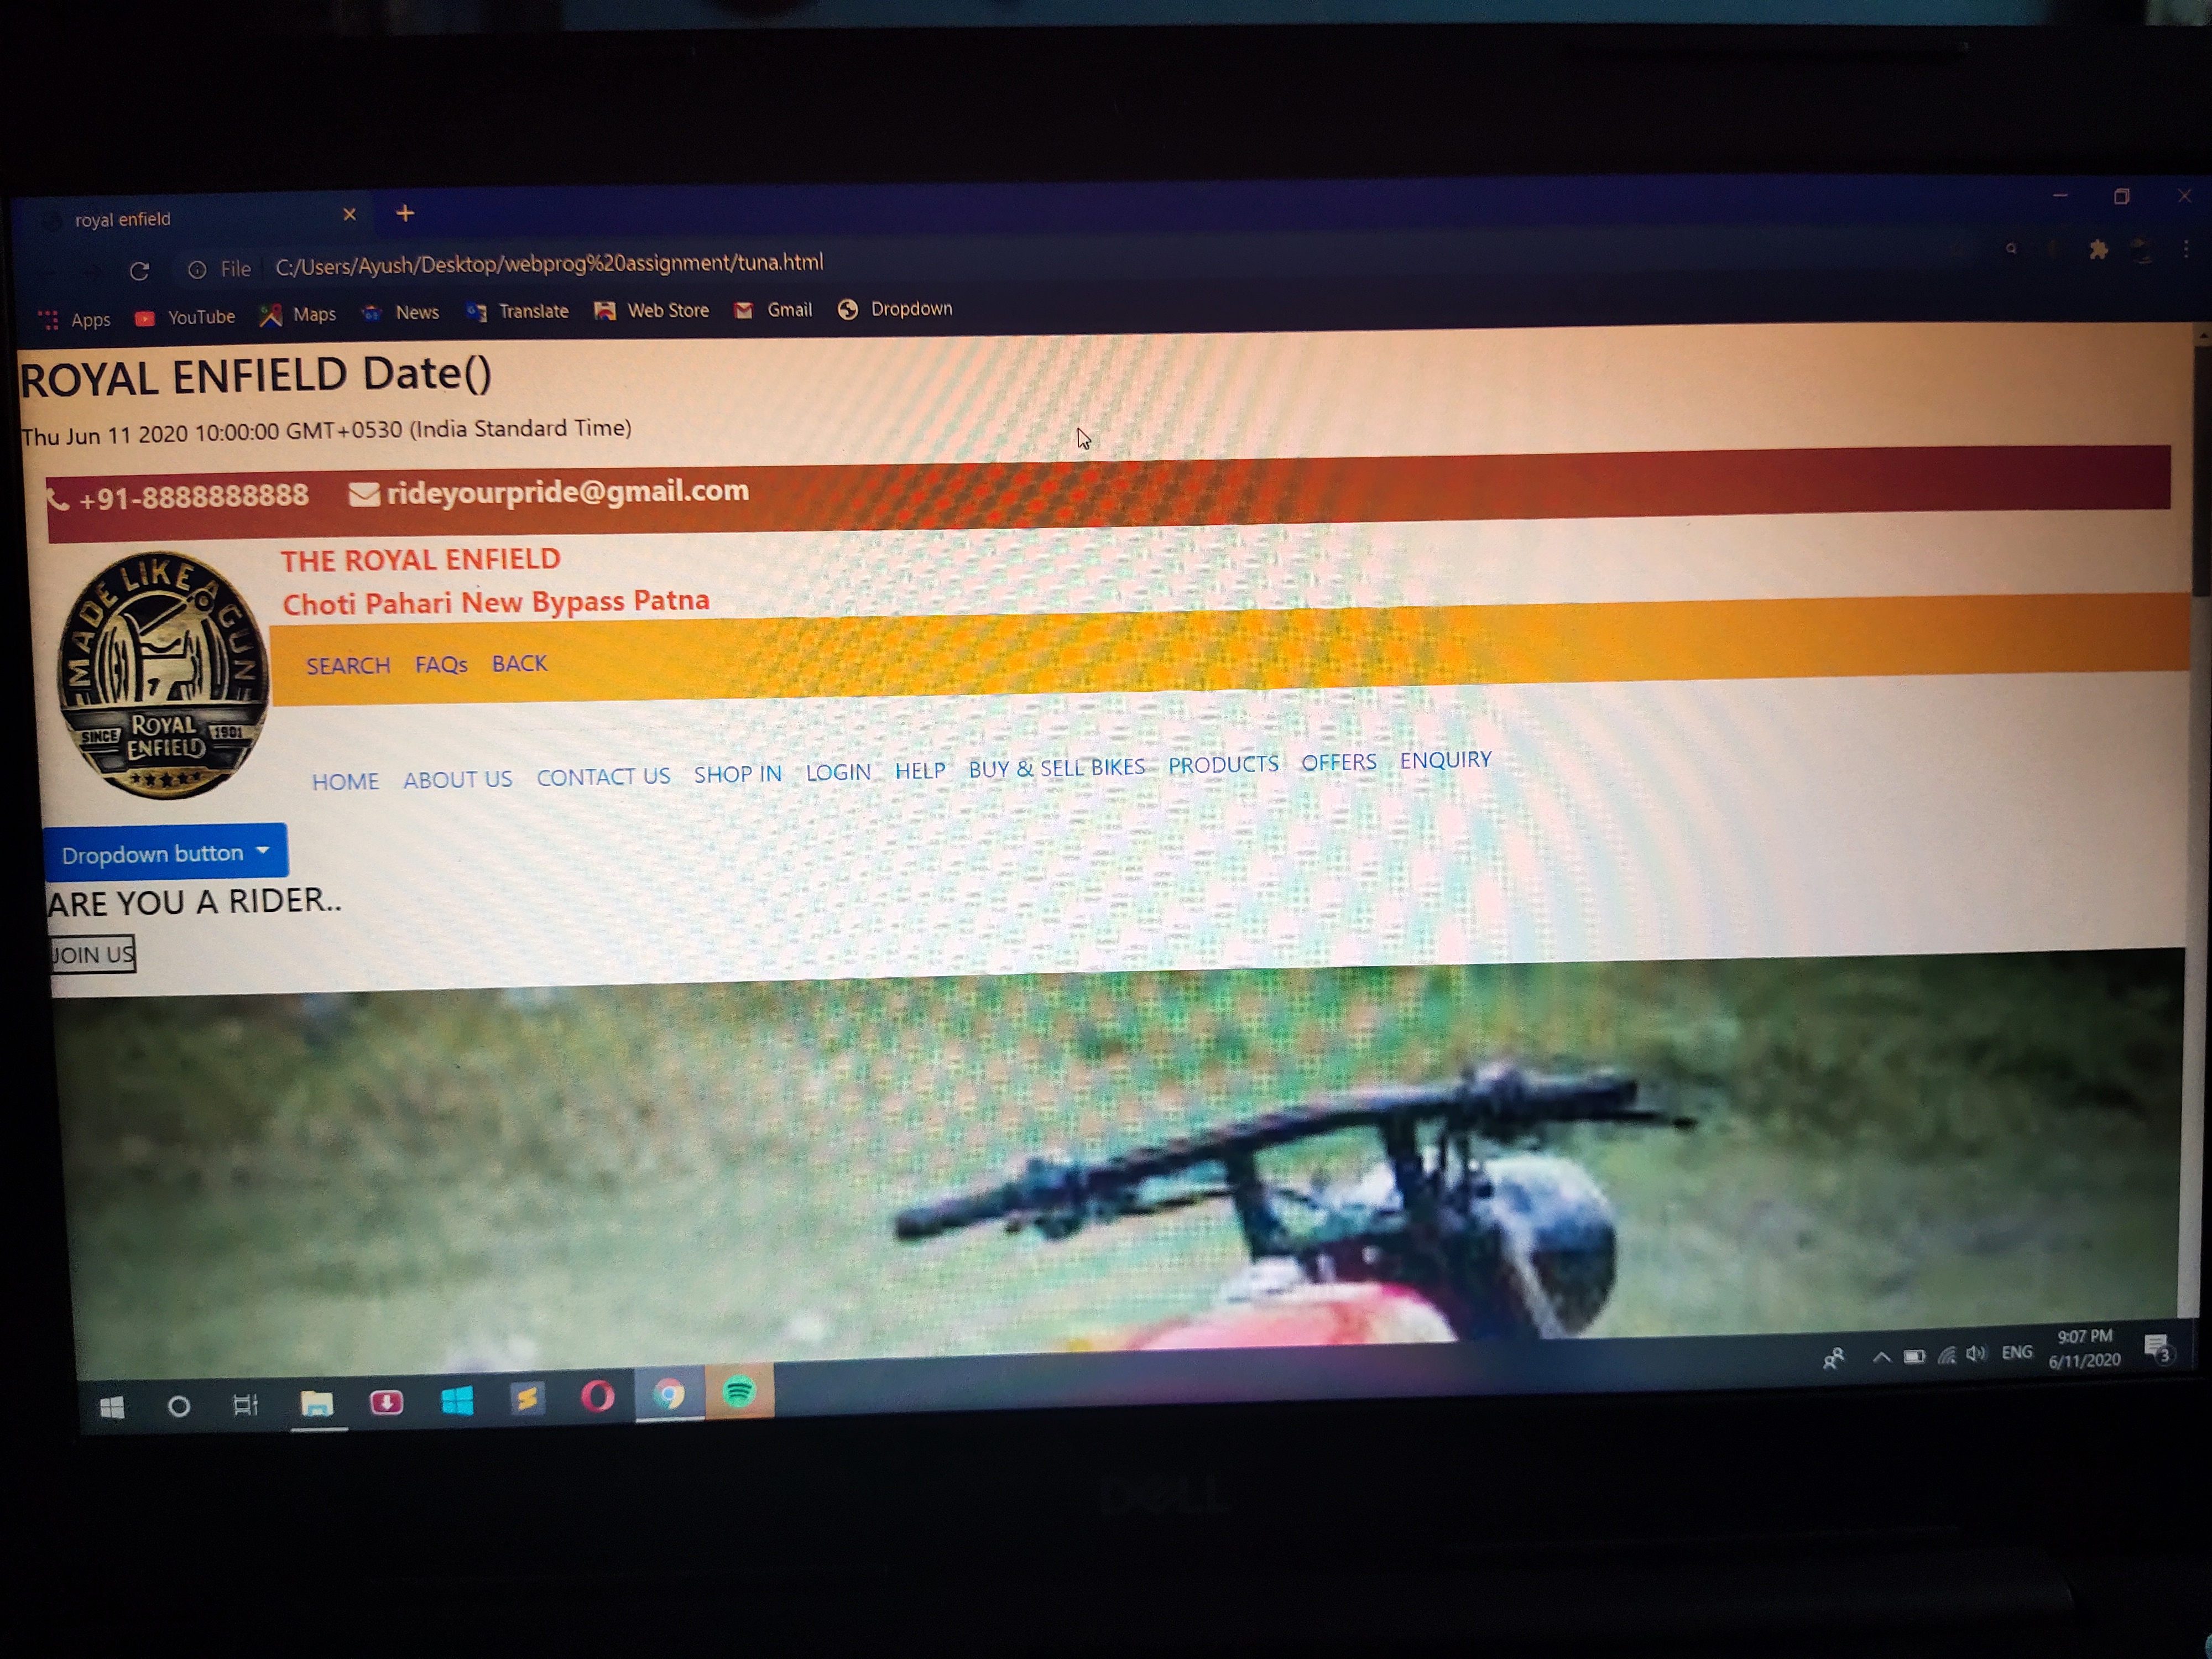 royal enfield
File C:/Users/Ayush/Desktop/webprog%20assignment/tuna.html
Apps YouTube Maps News Translate Web Store Gmail Dropdown
ROYAL ENFIELD Date()
Thu Jun 11 2020 10:00:00 GMT+0530 (India Standard Time)
+91-8888888888 rideyourpride@gmail.com
MADE LIKE A GUN
SINCE ROYAL ENFIELD 1901
THE ROYAL ENFIELD
Choti Pahari New Bypass Patna
SEARCH FAQs BACK
HOME ABOUT US CONTACT US SHOP IN LOGIN HELP BUY & SELL BIKES PRODUCTS OFFERS ENQUIRY
Dropdown button
ARE YOU A RIDER..
JOIN US
ENG
9:07 PM
6/11/2020
3
DELL